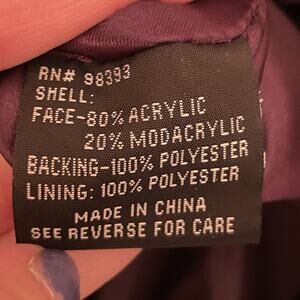 RN# 98393
SHELL:
FACE-80% ACRYLIC
20% MODACRYLIC
BACKING-100% POLYESTER
LINING: 100% POLYESTER
MADE IN CHINA
SEE REVERSE FOR CARE